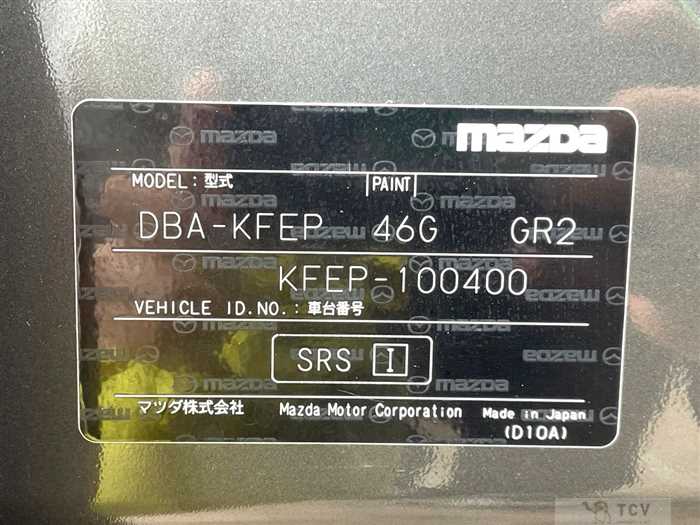 mazda
MODEL : 型式 PAINT
DBA-KFEP 46G GR2
KFEP-100400
VEHICLE ID.NO. : 車台番号
SRS I
マツダ株式会社 Mazda Motor Corporation Made in Japan
(D10A)
TCV